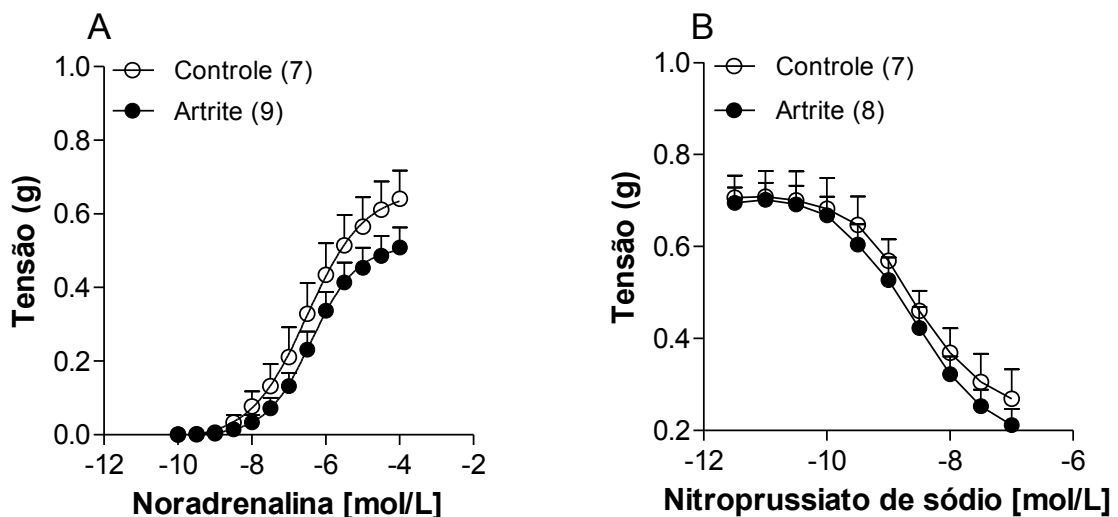 A
Controle (7)
Artrite (9)
1.0
0.8
0.6
0.4
0.2
0.0
Tensão (g)
-12 -10 -8 -6 -4 -2
Noradrenalina [mol/L]
B
Controle (7)
Artrite (8)
1.0
0.8
0.6
0.4
0.2
Tensão (g)
-12 -10 -8 -6
Nitroprussiato de sódio [mol/L]